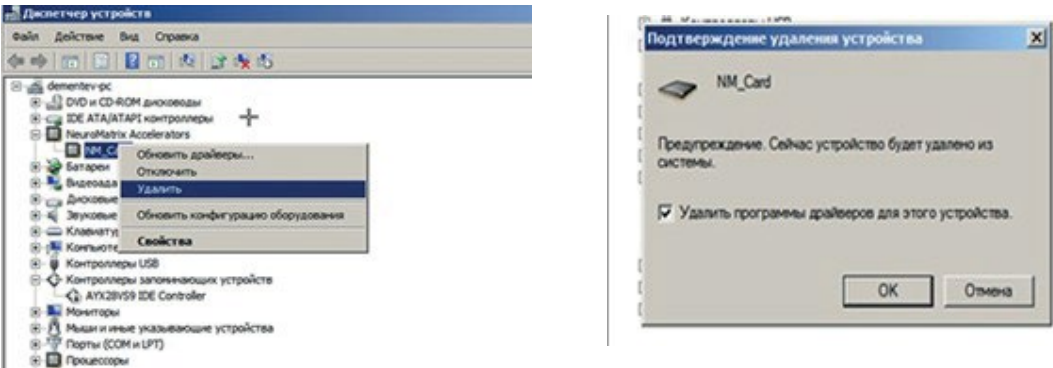 Диспетчер устройств
Файл Действие Вид Справка
dementev-pc
DVD и CD-ROM дисководы
IDE ATA/ATAPI контроллеры
NeuroMatrix Accelerators
Обновить драйверы...
Батареи
Отключить
Удалить
Дисковые
Звуковые
Обновить конфигурацию оборудования
Свойства
Контроллеры USB
Контроллеры запоминающих устройств
AYX28VS9 IDE Controller
Мониторы
Мыши и иные указывающие устройства
Порты (COM и LPT)
Процессоры
Подтверждение удаления устройства
NM_Card
Предупреждение. Сейчас устройство будет удалено из
системы.
Удалить программы драйверов для этого устройства.
OK Отмена